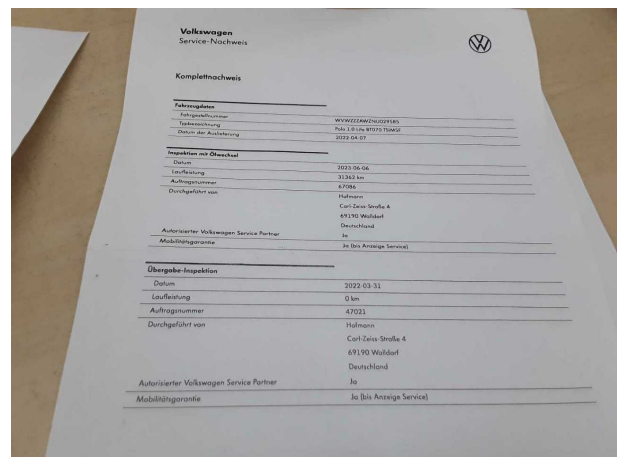 Volkswagen
Service-Nachweis
Komplettnachweis
Fahrzeugdaten
Fahrgestellnummer WVWZZZAWZNU029585
Typbezeichnung Polo 1.0 Life BT070 TSIM5F
Datum der Auslieferung 2022-04-07
Inspektion mit Ölwechsel
Datum 2023-06-06
Laufleistung 31362 km
Auftragsnummer 67086
Durchgeführt von Hofmann
Carl-Zeiss-Straße 4
69190 Walldorf
Deutschland
Autorisierter Volkswagen Service Partner Ja
Mobilitätsgarantie Ja (bis Anzeige Service)
Übergabe-Inspektion
Datum 2022-03-31
Laufleistung 0 km
Auftragsnummer 47021
Durchgeführt von Hofmann
Carl-Zeiss-Straße 4
69190 Walldorf
Deutschland
Autorisierter Volkswagen Service Partner Ja
Mobilitätsgarantie Ja (bis Anzeige Service)